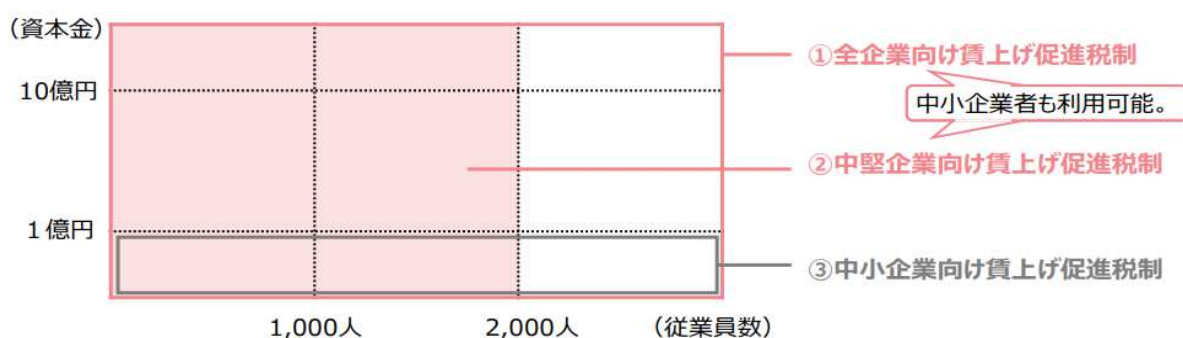 （資本金）
①全企業向け賃上げ促進税制
10億円
中小企業者も利用可能。
②中堅企業向け賃上げ促進税制
１億円
③中小企業向け賃上げ促進税制
1,000人
2,000人
（従業員数）